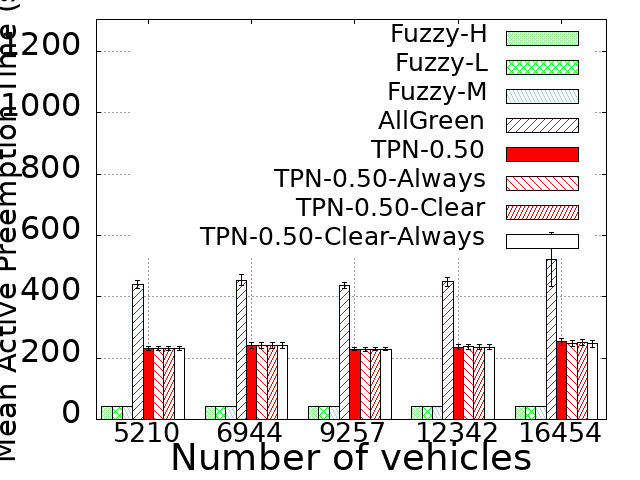 Mean Active Preemption Time (s
1200
1000
800
600
400
200
0
Fuzzy-H
Fuzzy-L
Fuzzy-M
AllGreen
TPN-0.50
TPN-0.50-Always
TPN-0.50-Clear
TPN-0.50-Clear-Always
5210 6944 9257 12342 16454
Number of vehicles